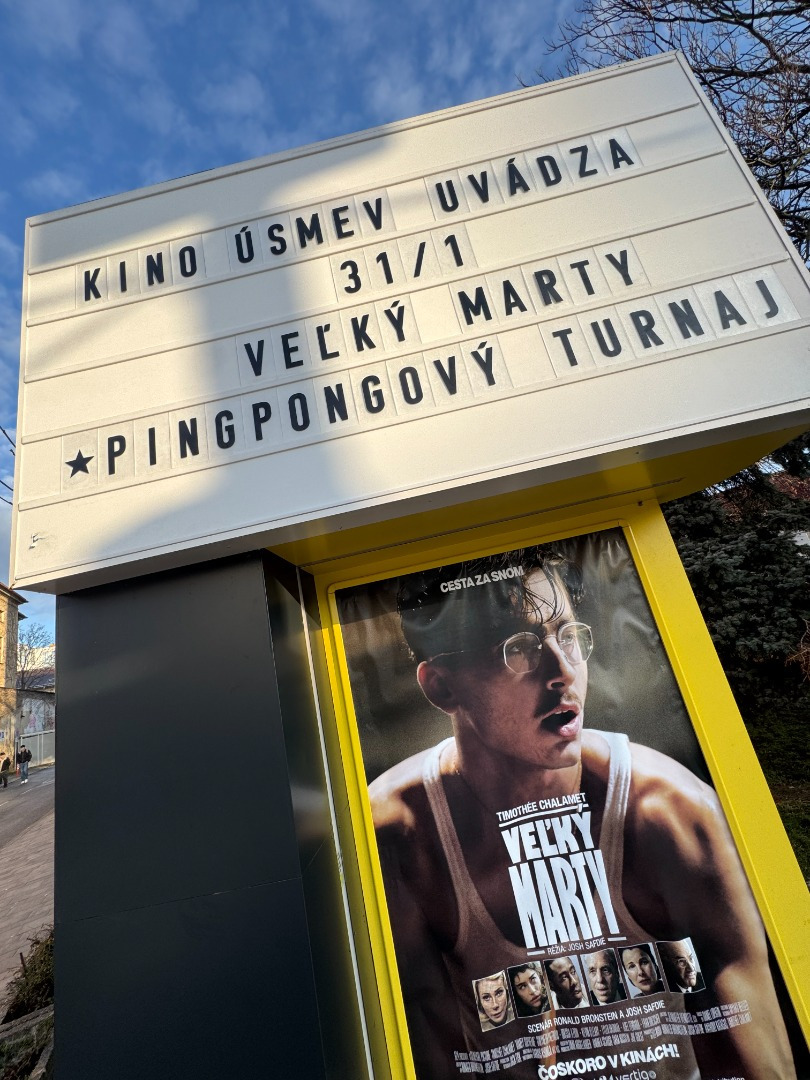 KINO ÚSMEV UVÁDZA
31/1
VEĽKÝ MARTY
★PINGPONGOVÝ TURNAJ
CESTA ZA SNOM
TIMOTHÉE CHALAMET
VEĽKÝ
MARTY
RÉŽIA: JOSH SAFDIE
SCENÁR RONALD BRONSTEIN A JOSH SAFDIE
ČOSKORO V KINÁCH!
vertigo